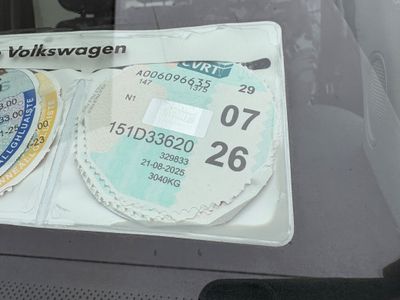 Volkswagen
CVRT
A006096635 29
147 1375
N1
07
151D33620
26
329833
21-08-2025
3040KG